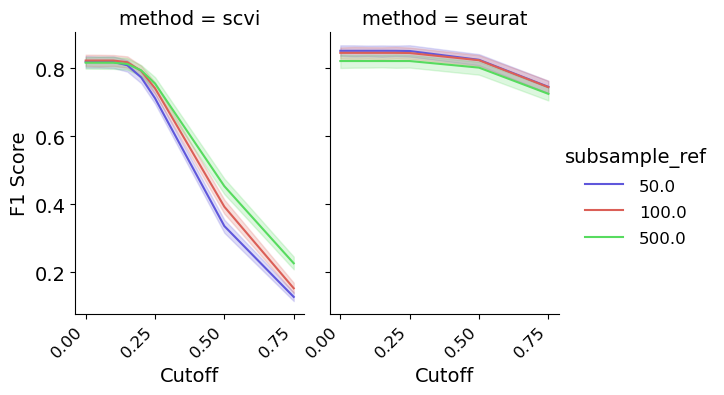 method = scvi
method = seurat
F1 Score
0.8
0.6
0.4
0.2
0.00
0.25
0.50
0.75
Cutoff
0.00
0.25
0.50
0.75
Cutoff
subsample_ref
50.0
100.0
500.0